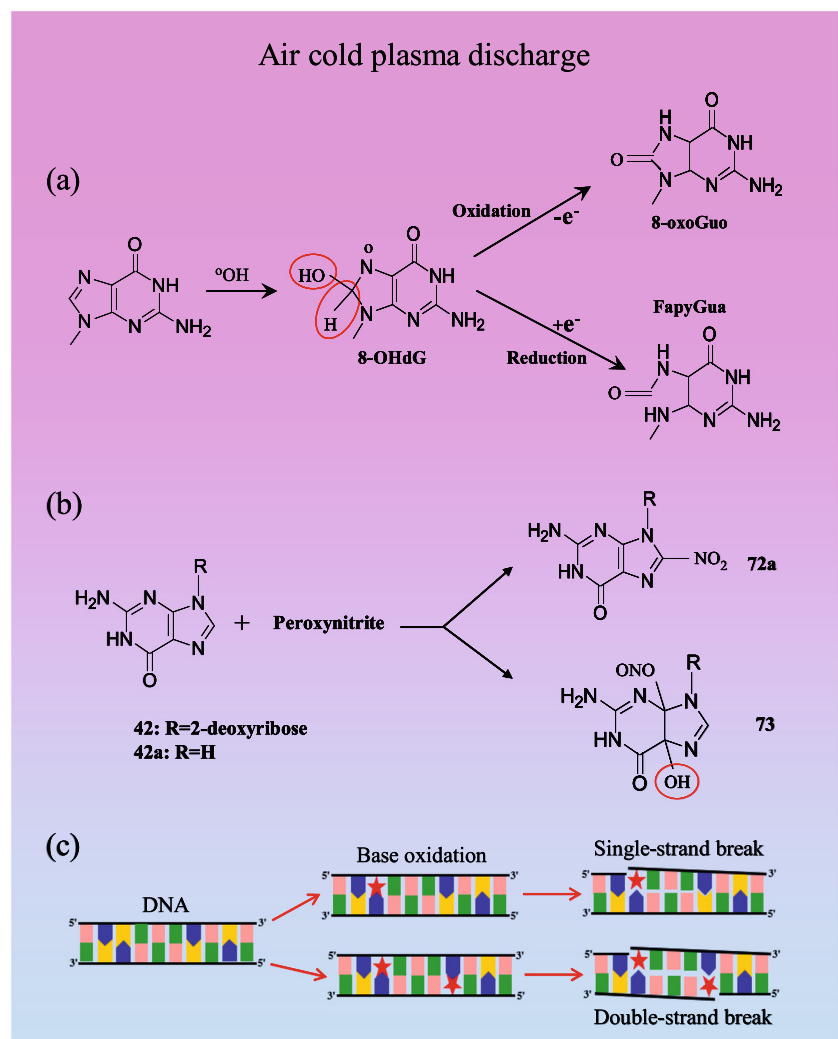 Air cold plasma discharge
(a)
O
N
NH
N
N
NH2
ºOH
HO
H
o
N
O
NH
N
N
NH2
8-OHdG
Oxidation
-e-
+e-
Reduction
O
H
N
NH
O
N
N
NH2
8-oxoGuo
FapyGua
O
H
N
NH
O
HN
N
NH2
(b)
R
H2N
N
N
HN
N
O
+
Peroxynitrite
42: R=2-deoxyribose
42a: R=H
R
H2N
N
N
NO2
HN
N
O
72a
ONO
R
H2N
N
N
HN
N
O
OH
73
(c)
DNA
5'
3'
3'
5'
Base oxidation
5'
3'
3'
5'
5'
3'
3'
5'
Single-strand break
5'
3'
3'
5'
5'
3'
3'
5'
Double-strand break